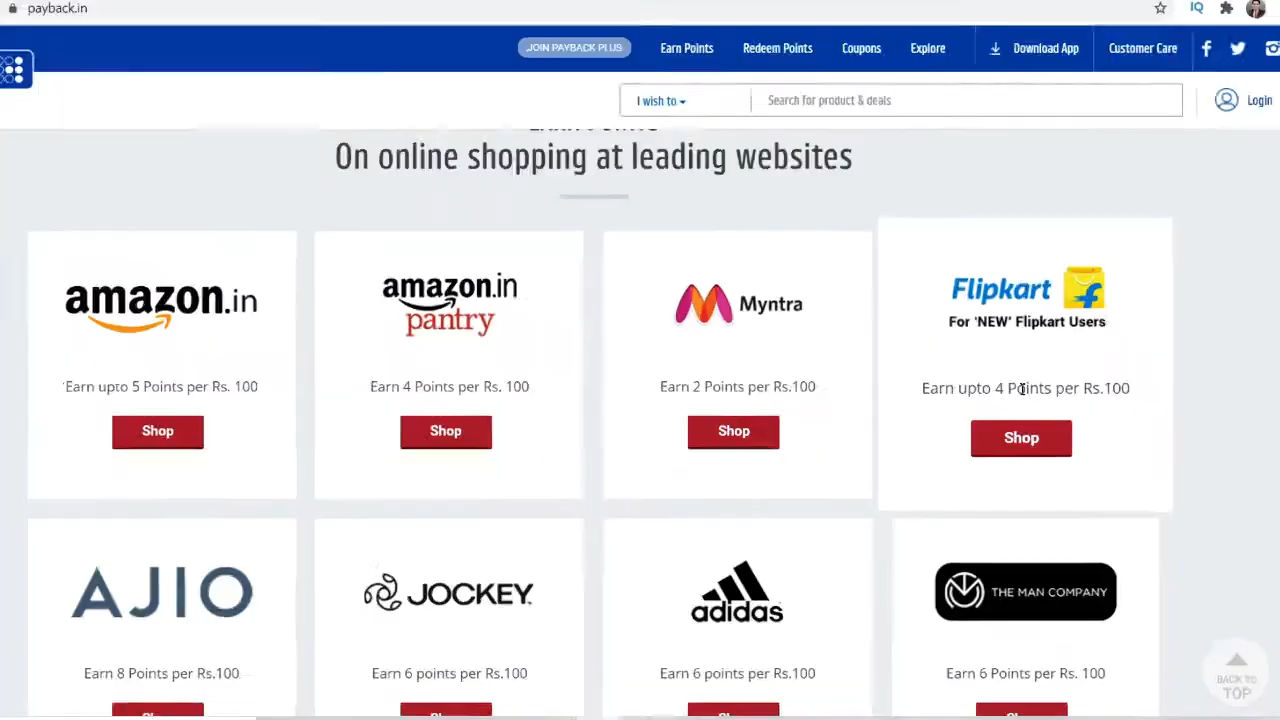 payback.in
IQ
JOIN PAYBACK PLUS
Earn Points
Redeem Points
Coupons
Explore
Download App
Customer Care
I wish to
Search for product & deals
Login
On online shopping at leading websites
amazon.in
Earn upto 5 Points per Rs. 100
Shop
amazon.in
pantry
Earn 4 Points per Rs. 100
Shop
Myntra
Earn 2 Points per Rs.100
Shop
Flipkart
For 'NEW' Flipkart Users
Earn upto 4 Points per Rs.100
Shop
AJIO
Earn 8 Points per Rs.100
JOCKEY
Earn 6 points per Rs.100
adidas
Earn 6 points per Rs.100
THE MAN COMPANY
Earn 6 Points per Rs. 100
BACK TO
TOP